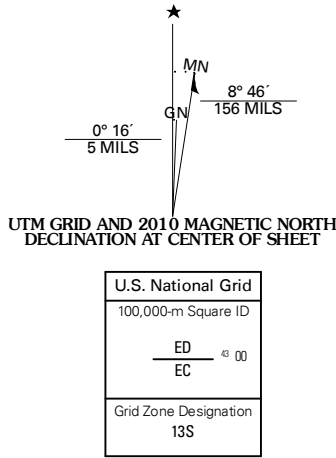 ★
MN
8° 46´
156 MILS
GN
0° 16´
5 MILS
UTM GRID AND 2010 MAGNETIC NORTH
DECLINATION AT CENTER OF SHEET
U.S. National Grid
100,000-m Square ID
ED
43 00
EC
Grid Zone Designation
13S